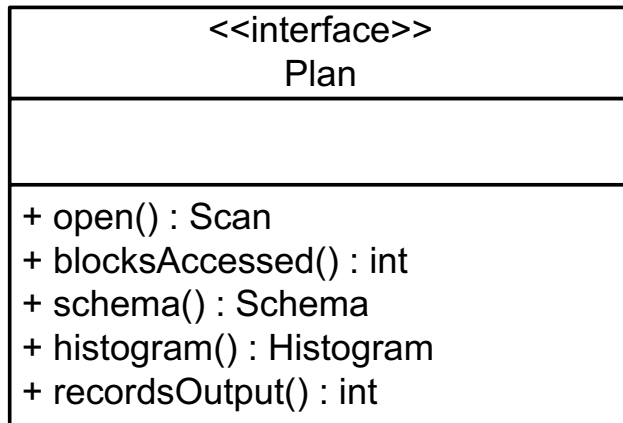 <<interface>>
Plan
+ open() : Scan
+ blocksAccessed() : int
+ schema() : Schema
+ histogram() : Histogram
+ recordsOutput() : int